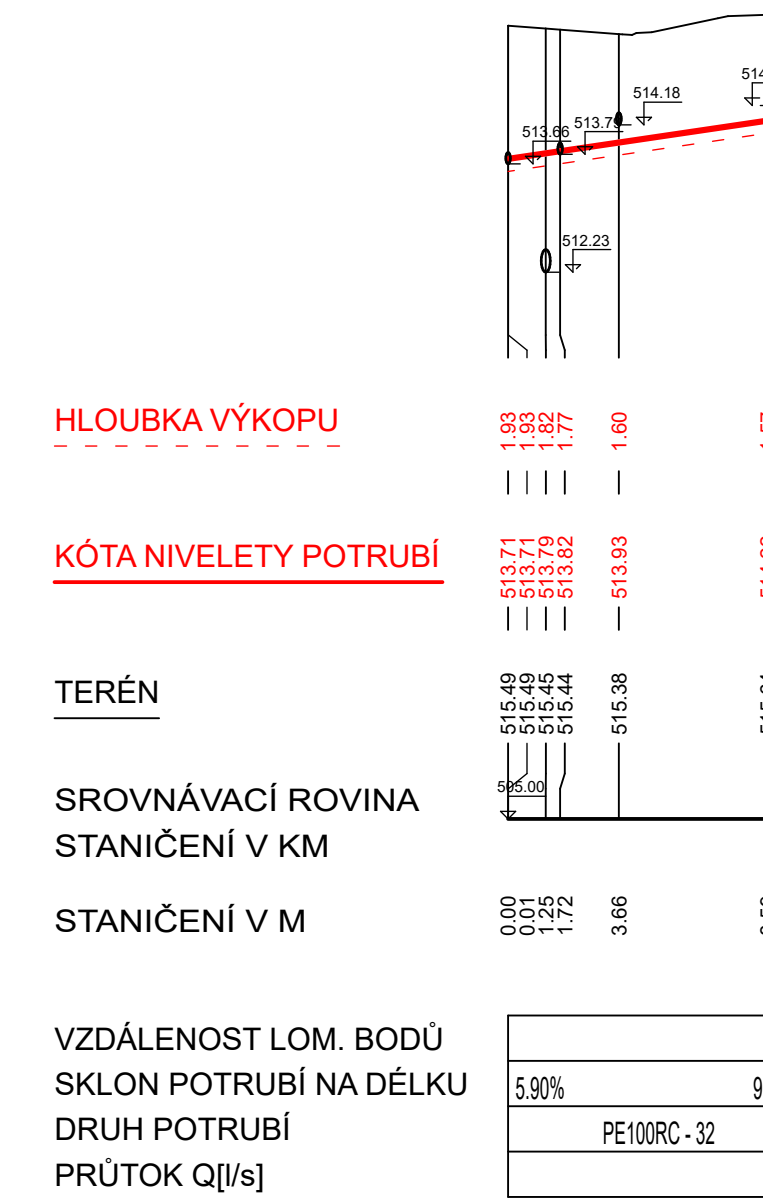 514.18
513.66
512.23
HLOUBKA VÝKOPU
1.93
1.93
1.82
1.77
1.60
KÓTA NIVELETY POTRUBÍ
513.71
513.71
513.79
513.82
513.93
TERÉN
515.49
515.49
515.45
515.44
515.38
505.00
SROVNÁVACÍ ROVINA
STANIČENÍ V KM
STANIČENÍ V M
0.00
0.01
1.25
1.72
3.66
VZDÁLENOST LOM. BODŮ
SKLON POTRUBÍ NA DÉLKU 5.90%
DRUH POTRUBÍ PE100RC - 32
PRŮTOK Q[l/s]